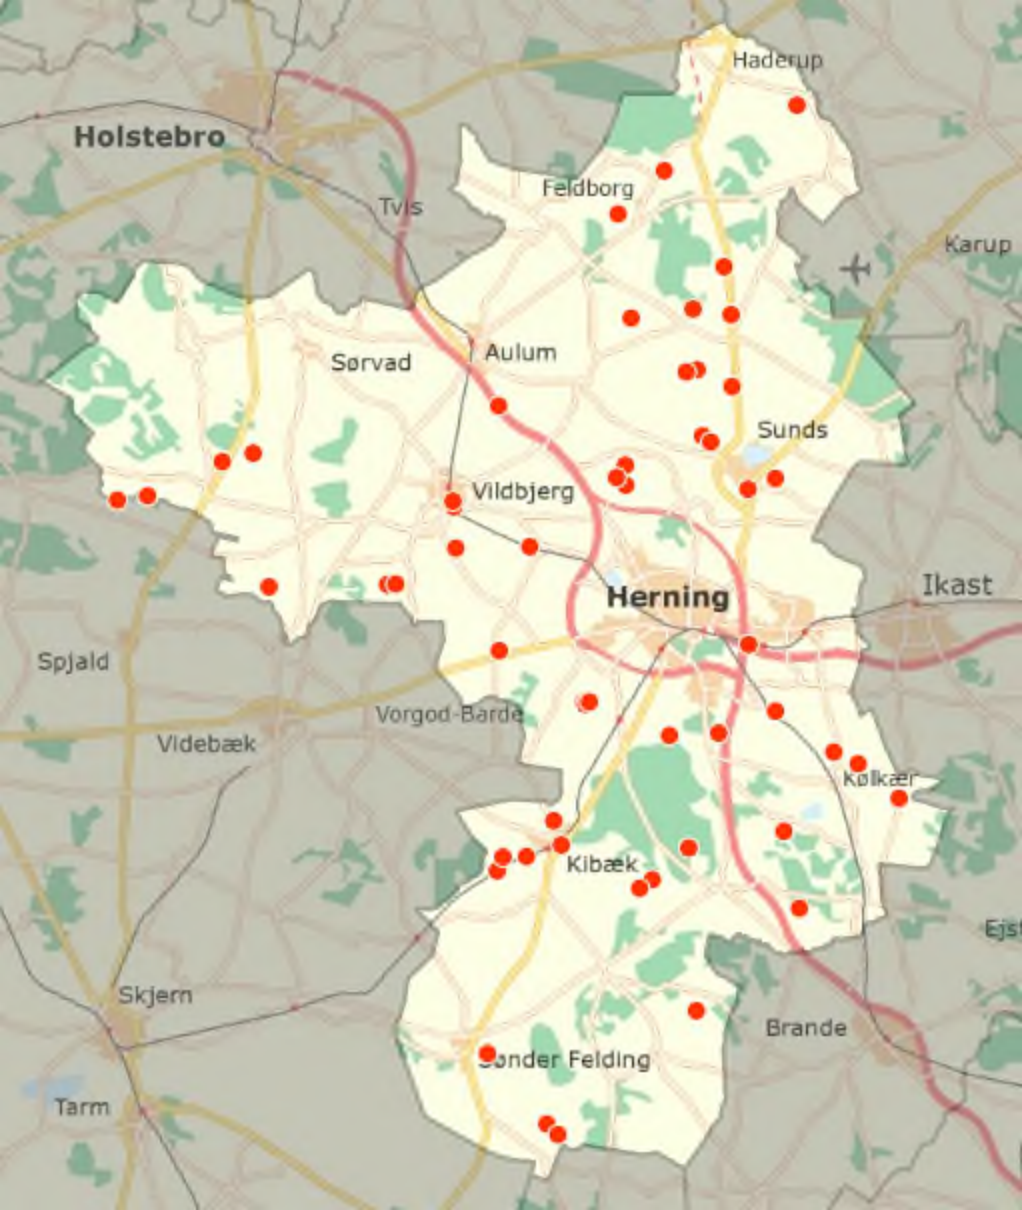 Haderup
Holstebro
Feldborg
Tvis
Karup
Sørvad
Aulum
Sunds
Vildbjerg
Ikast
Herning
Spjald
Vorgod-Barde
Videbæk
Kølkær
Kibæk
Skjern
Brande
Sønder Felding
Tarm